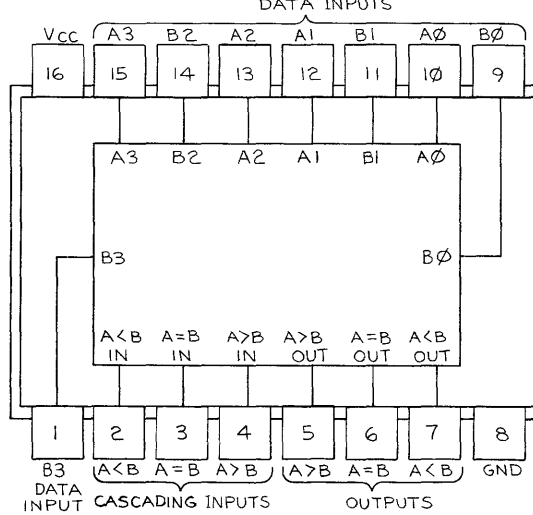 DATA INPUTS
VCC A3 B2 A2 A1 B1 AØ BØ
16 15 14 13 12 11 1Ø 9
A3 B2 A2 A1 B1 AØ
B3 BØ
A<B A=B A>B A>B A=B A<B
IN IN IN OUT OUT OUT
1 2 3 4 5 6 7 8
B3 A<B A=B A>B A>B A=B A<B GND
DATA
INPUT CASCADING INPUTS OUTPUTS